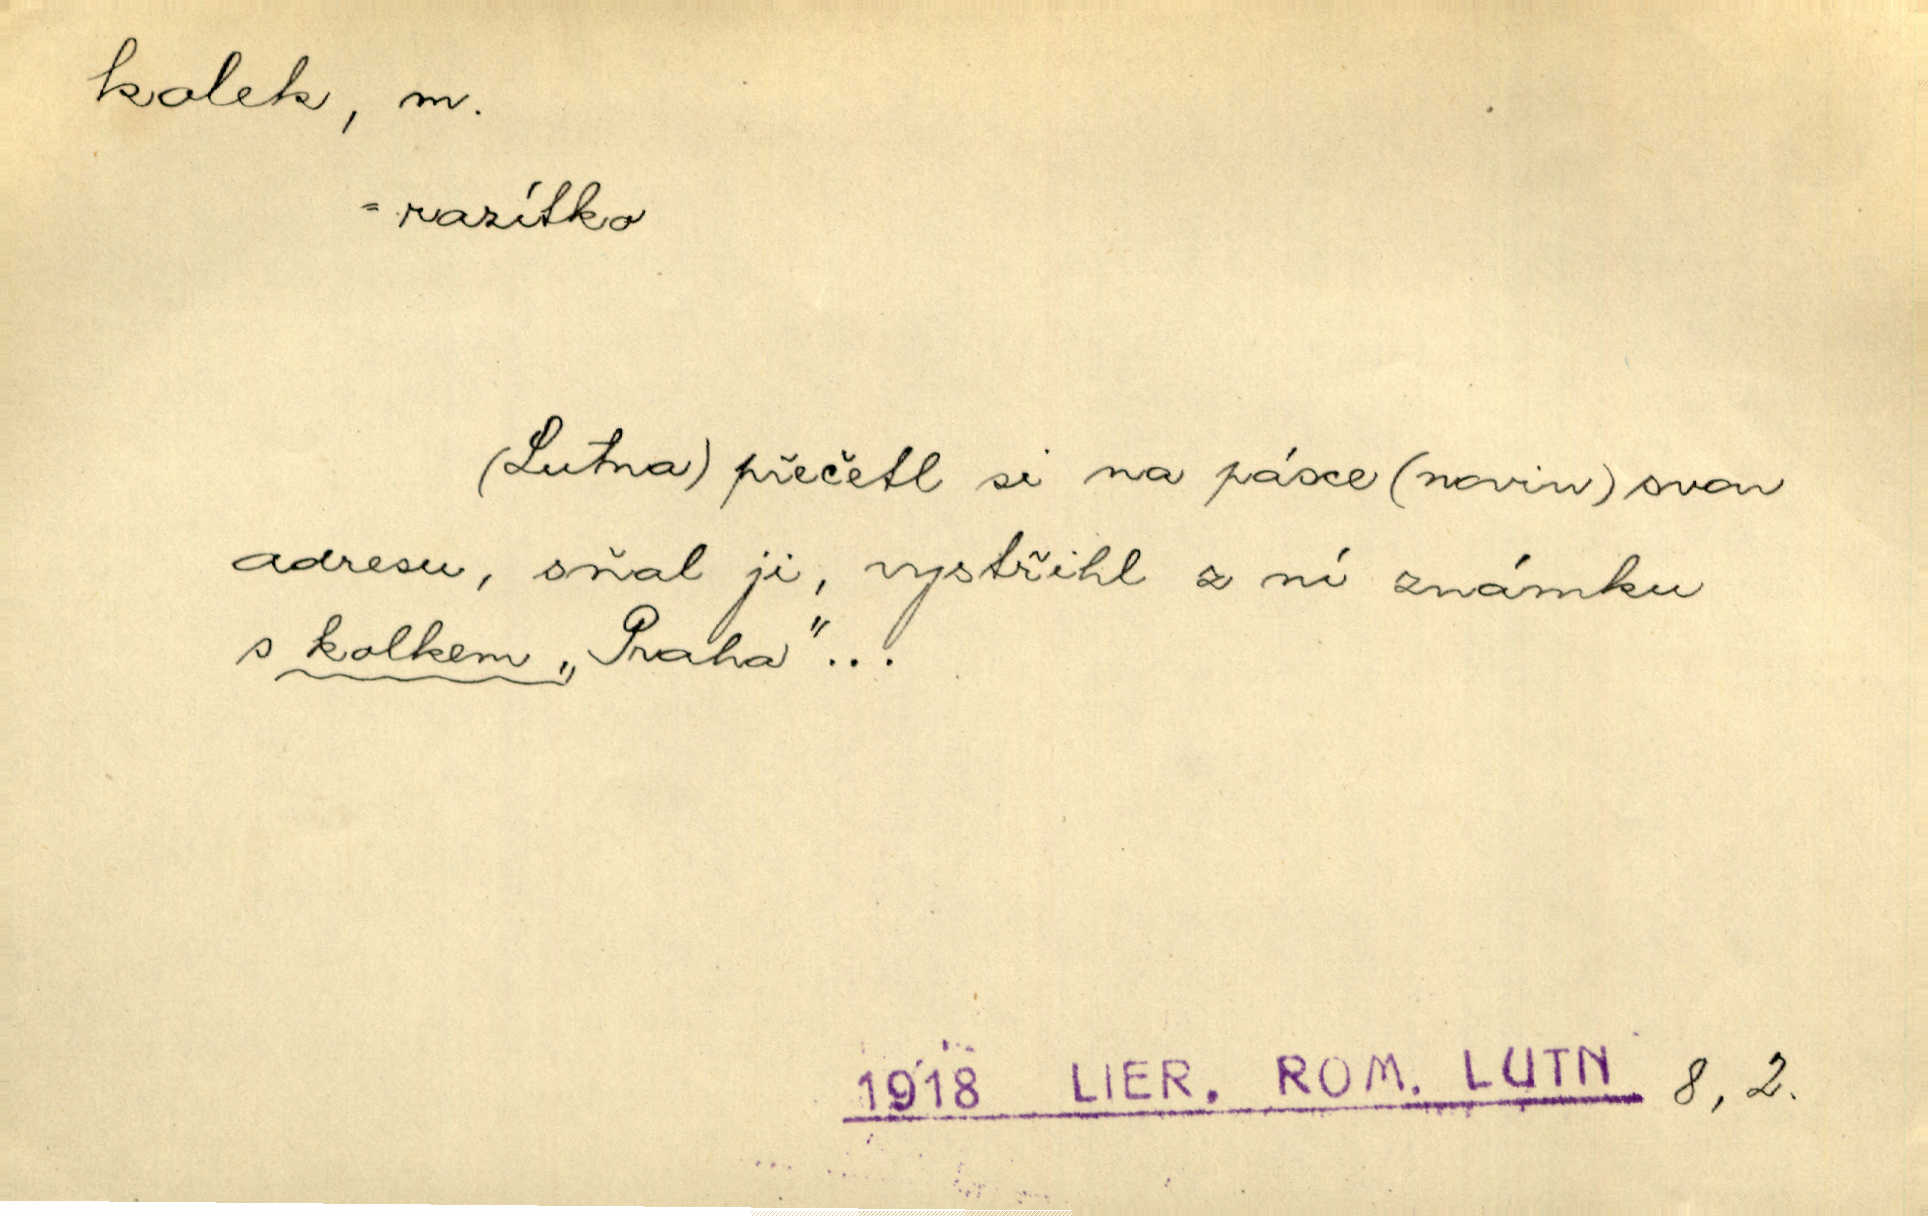 kolek, m.
= razítko
(Lutna) přečetl si na pásce (novin) svou
adresu, sňal ji, vystřihl z ní známku
s kolkem „Praha"...
1918 LIER. ROM. LUTN 8, 2.